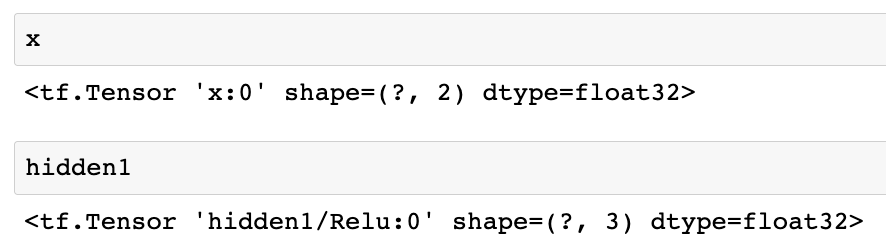 x
<tf.Tensor 'x:0' shape=(?, 2) dtype=float32>
hidden1
<tf.Tensor 'hidden1/Relu:0' shape=(?, 3) dtype=float32>